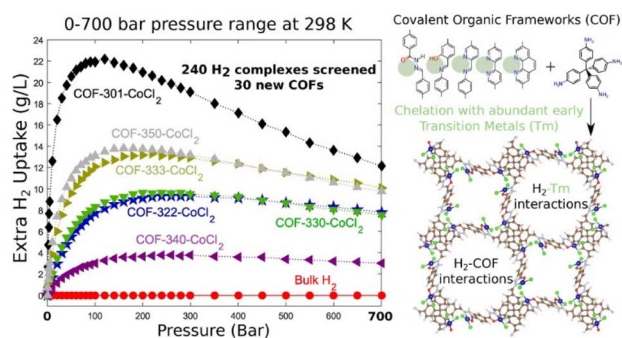 0-700 bar pressure range at 298 K
Extra H₂ Uptake (g/L)
24
22
20
18
16
14
12
10
8
6
4
2
0
240 H₂ complexes screened
30 new COFs
COF-301-CoCl₂
COF-350-CoCl₂
COF-333-CoCl₂
COF-322-CoCl₂
COF-330-CoCl₂
COF-340-CoCl₂
Bulk H₂
0 100 200 300 400 500 600 700
Pressure (Bar)
Covalent Organic Frameworks (COF)
+
Chelation with abundant early
Transition Metals (Tm)
H₂-Tm
interactions
H₂-COF
interactions